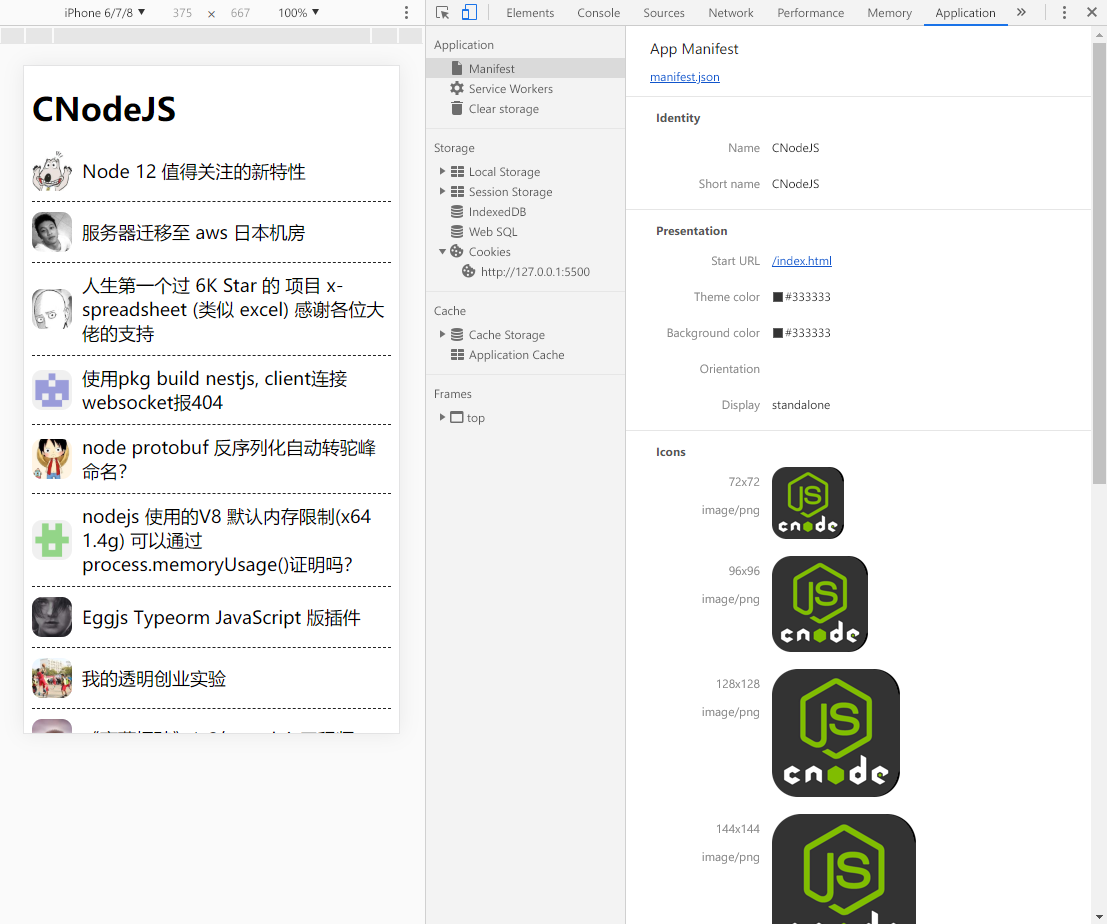 iPhone 6/7/8 ▼ 375 x 667 100% ▼
Elements Console Sources Network Performance Memory Application »
CNodeJS
Node 12 值得关注的新特性
服务器迁移至 aws 日本机房
人生第一个过 6K Star 的 项目 x-
spreadsheet (类似 excel) 感谢各位大
佬的支持
使用pkg build nestjs, client连接
websocket报404
node protobuf 反序列化自动转驼峰
命名?
nodejs 使用的V8 默认内存限制(x64
1.4g) 可以通过
process.memoryUsage()证明吗?
Eggjs Typeorm JavaScript 版插件
我的透明创业实验
Application
Manifest
Service Workers
Clear storage
Storage
Local Storage
Session Storage
IndexedDB
Web SQL
Cookies
http://127.0.0.1:5500
Cache
Cache Storage
Application Cache
Frames
top
App Manifest
manifest.json
Identity
Name CNodeJS
Short name CNodeJS
Presentation
Start URL /index.html
Theme color #333333
Background color #333333
Orientation
Display standalone
Icons
72x72
image/png
JS
cnode
96x96
image/png
JS
cnode
128x128
image/png
JS
cnode
144x144
image/png
JS